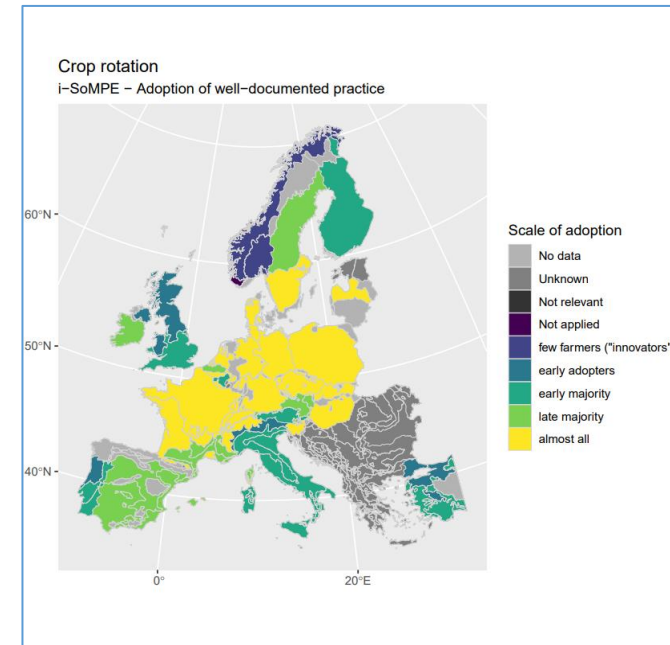 Crop rotation
i-SoMPE – Adoption of well-documented practice
60°N
50°N
40°N
0°
20°E
Scale of adoption
No data
Unknown
Not relevant
Not applied
few farmers ("innovators"
early adopters
early majority
late majority
almost all